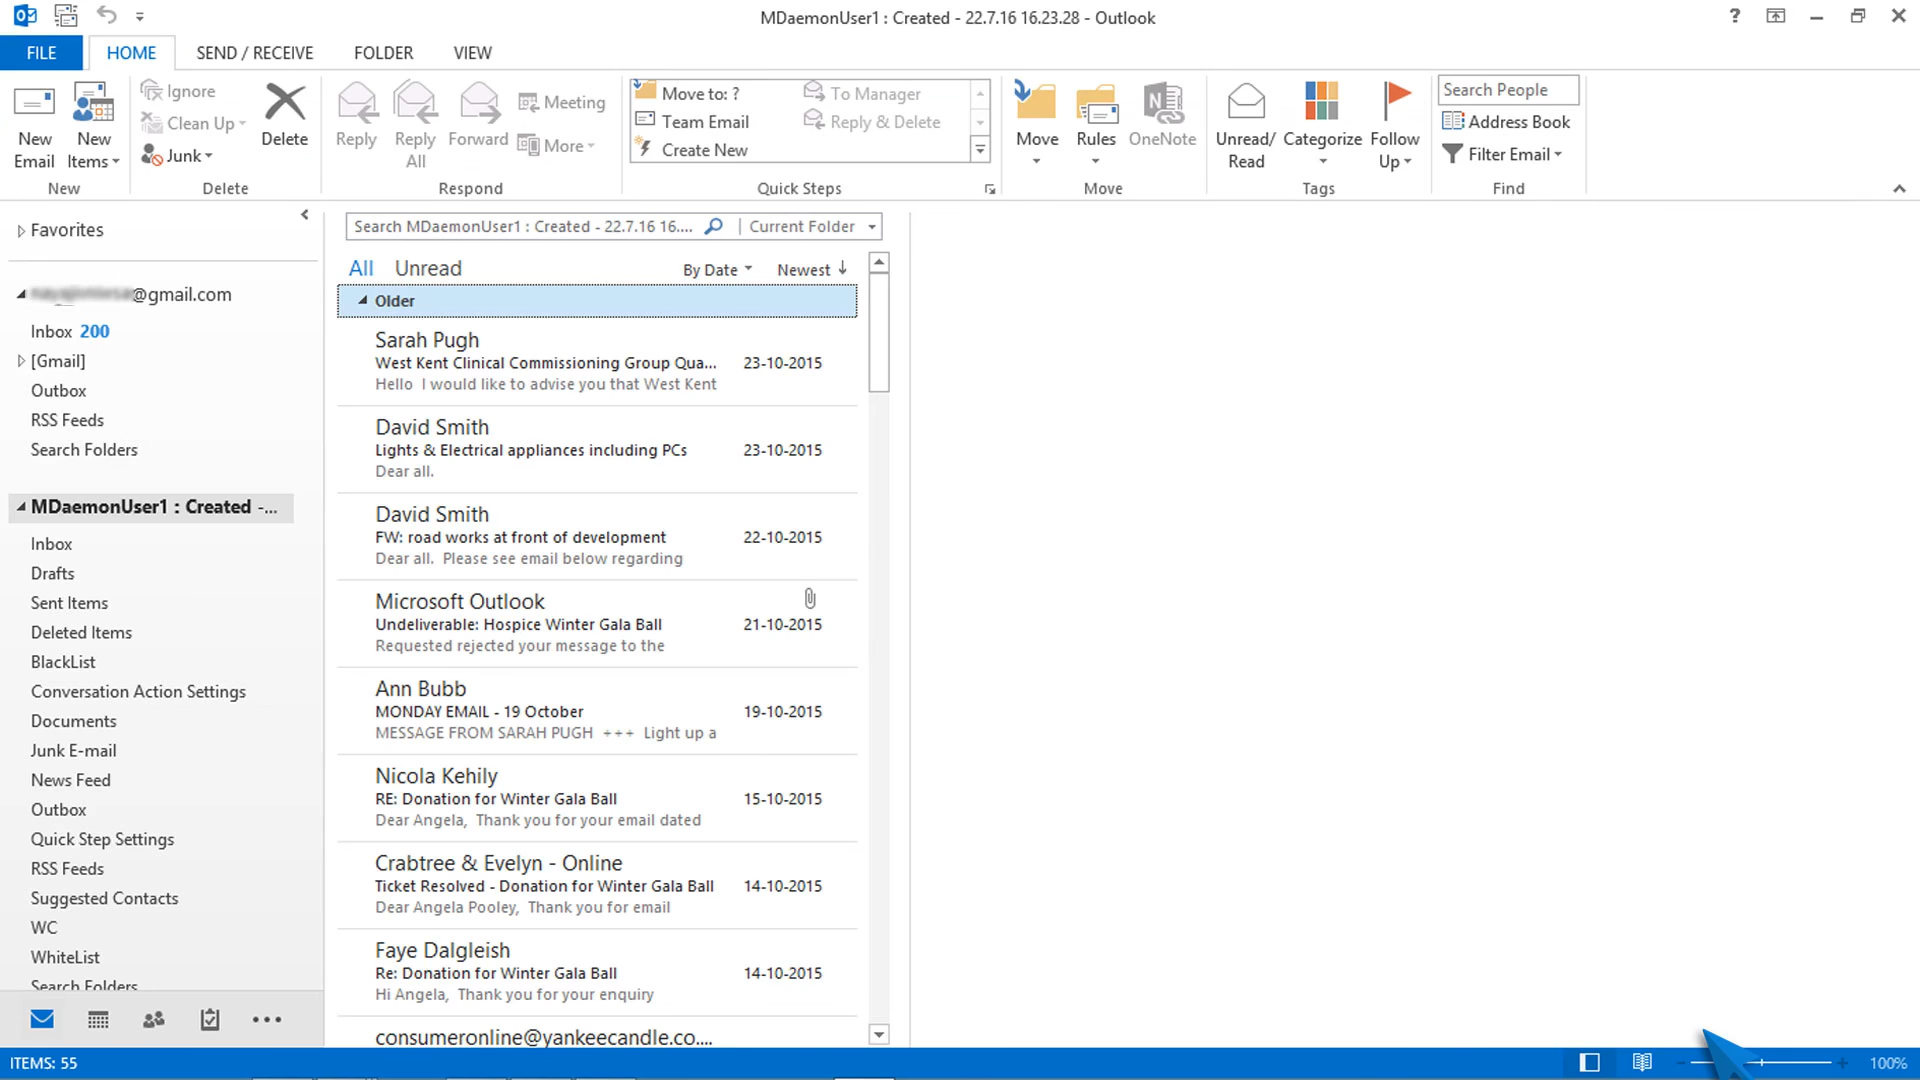 MDaemonUser1 : Created - 22.7.16 16.23.28 - Outlook
?
FILE
HOME
SEND / RECEIVE
FOLDER
VIEW
New Email
New Items
New
Ignore
Clean Up
Junk
Delete
Delete
Reply
Reply All
Forward
Meeting
More
Respond
Move to: ?
Team Email
Create New
To Manager
Reply & Delete
Quick Steps
Move
Rules
OneNote
Move
Unread/ Read
Categorize
Follow Up
Tags
Search People
Address Book
Filter Email
Find
Favorites
@gmail.com
Inbox 200
[Gmail]
Outbox
RSS Feeds
Search Folders
MDaemonUser1 : Created -...
Inbox
Drafts
Sent Items
Deleted Items
BlackList
Conversation Action Settings
Documents
Junk E-mail
News Feed
Outbox
Quick Step Settings
RSS Feeds
Suggested Contacts
WC
WhiteList
Search Folders
Search MDaemonUser1 : Created - 22.7.16 16.... Current Folder
All Unread By Date Newest
Older
Sarah Pugh
West Kent Clinical Commissioning Group Qua... 23-10-2015
Hello I would like to advise you that West Kent
David Smith
Lights & Electrical appliances including PCs 23-10-2015
Dear all.
David Smith
FW: road works at front of development 22-10-2015
Dear all. Please see email below regarding
Microsoft Outlook
Undeliverable: Hospice Winter Gala Ball 21-10-2015
Requested rejected your message to the
Ann Bubb
MONDAY EMAIL - 19 October 19-10-2015
MESSAGE FROM SARAH PUGH +++ Light up a
Nicola Kehily
RE: Donation for Winter Gala Ball 15-10-2015
Dear Angela, Thank you for your email dated
Crabtree & Evelyn - Online
Ticket Resolved - Donation for Winter Gala Ball 14-10-2015
Dear Angela Pooley, Thank you for email
Faye Dalgleish
Re: Donation for Winter Gala Ball 14-10-2015
Hi Angela, Thank you for your enquiry
consumeronline@yankeecandle.co....
ITEMS: 55
100%